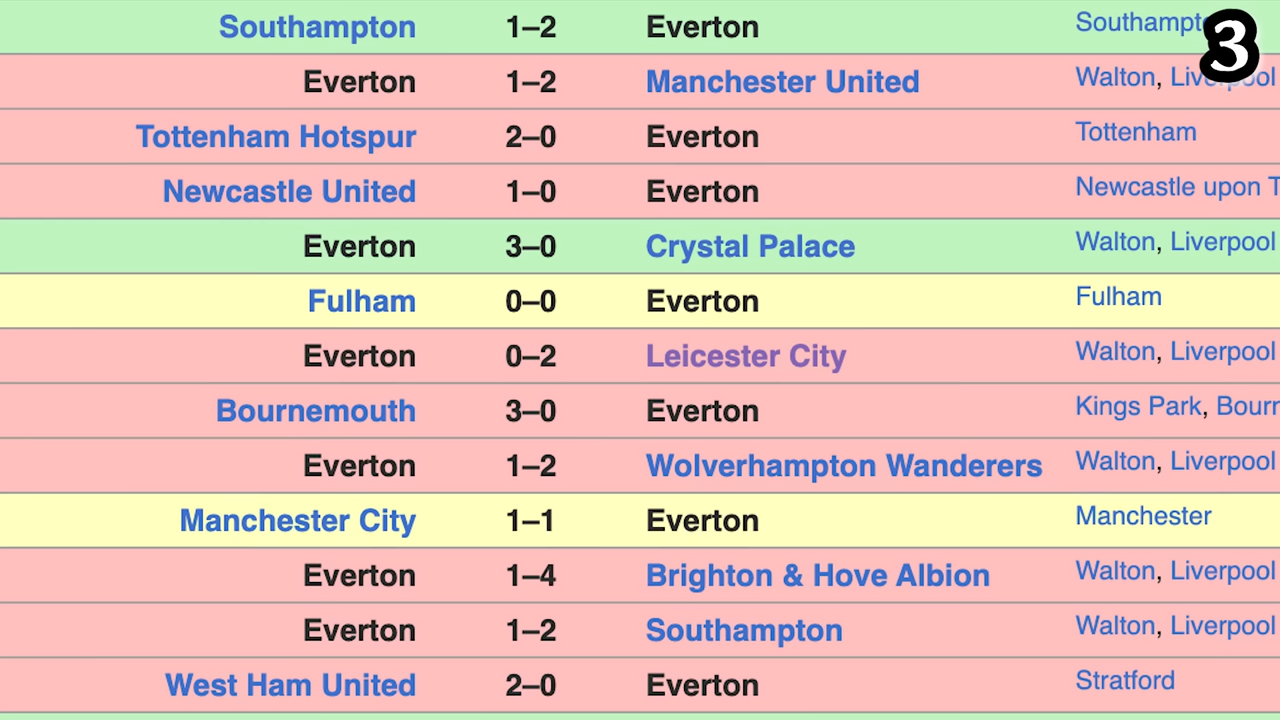 Southampton 1–2 Everton
3
Everton 1–2 Manchester United Walton, Liverpool
Tottenham Hotspur 2–0 Everton Tottenham
Newcastle United 1–0 Everton Newcastle upon
Everton 3–0 Crystal Palace Walton, Liverpool
Fulham 0–0 Everton Fulham
Everton 0–2 Leicester City Walton, Liverpool
Bournemouth 3–0 Everton Kings Park,
Everton 1–2 Wolverhampton Wanderers Walton, Liverpool
Manchester City 1–1 Everton Manchester
Everton 1–4 Brighton & Hove Albion Walton, Liverpool
Everton 1–2 Southampton Walton, Liverpool
West Ham United 2–0 Everton Stratford